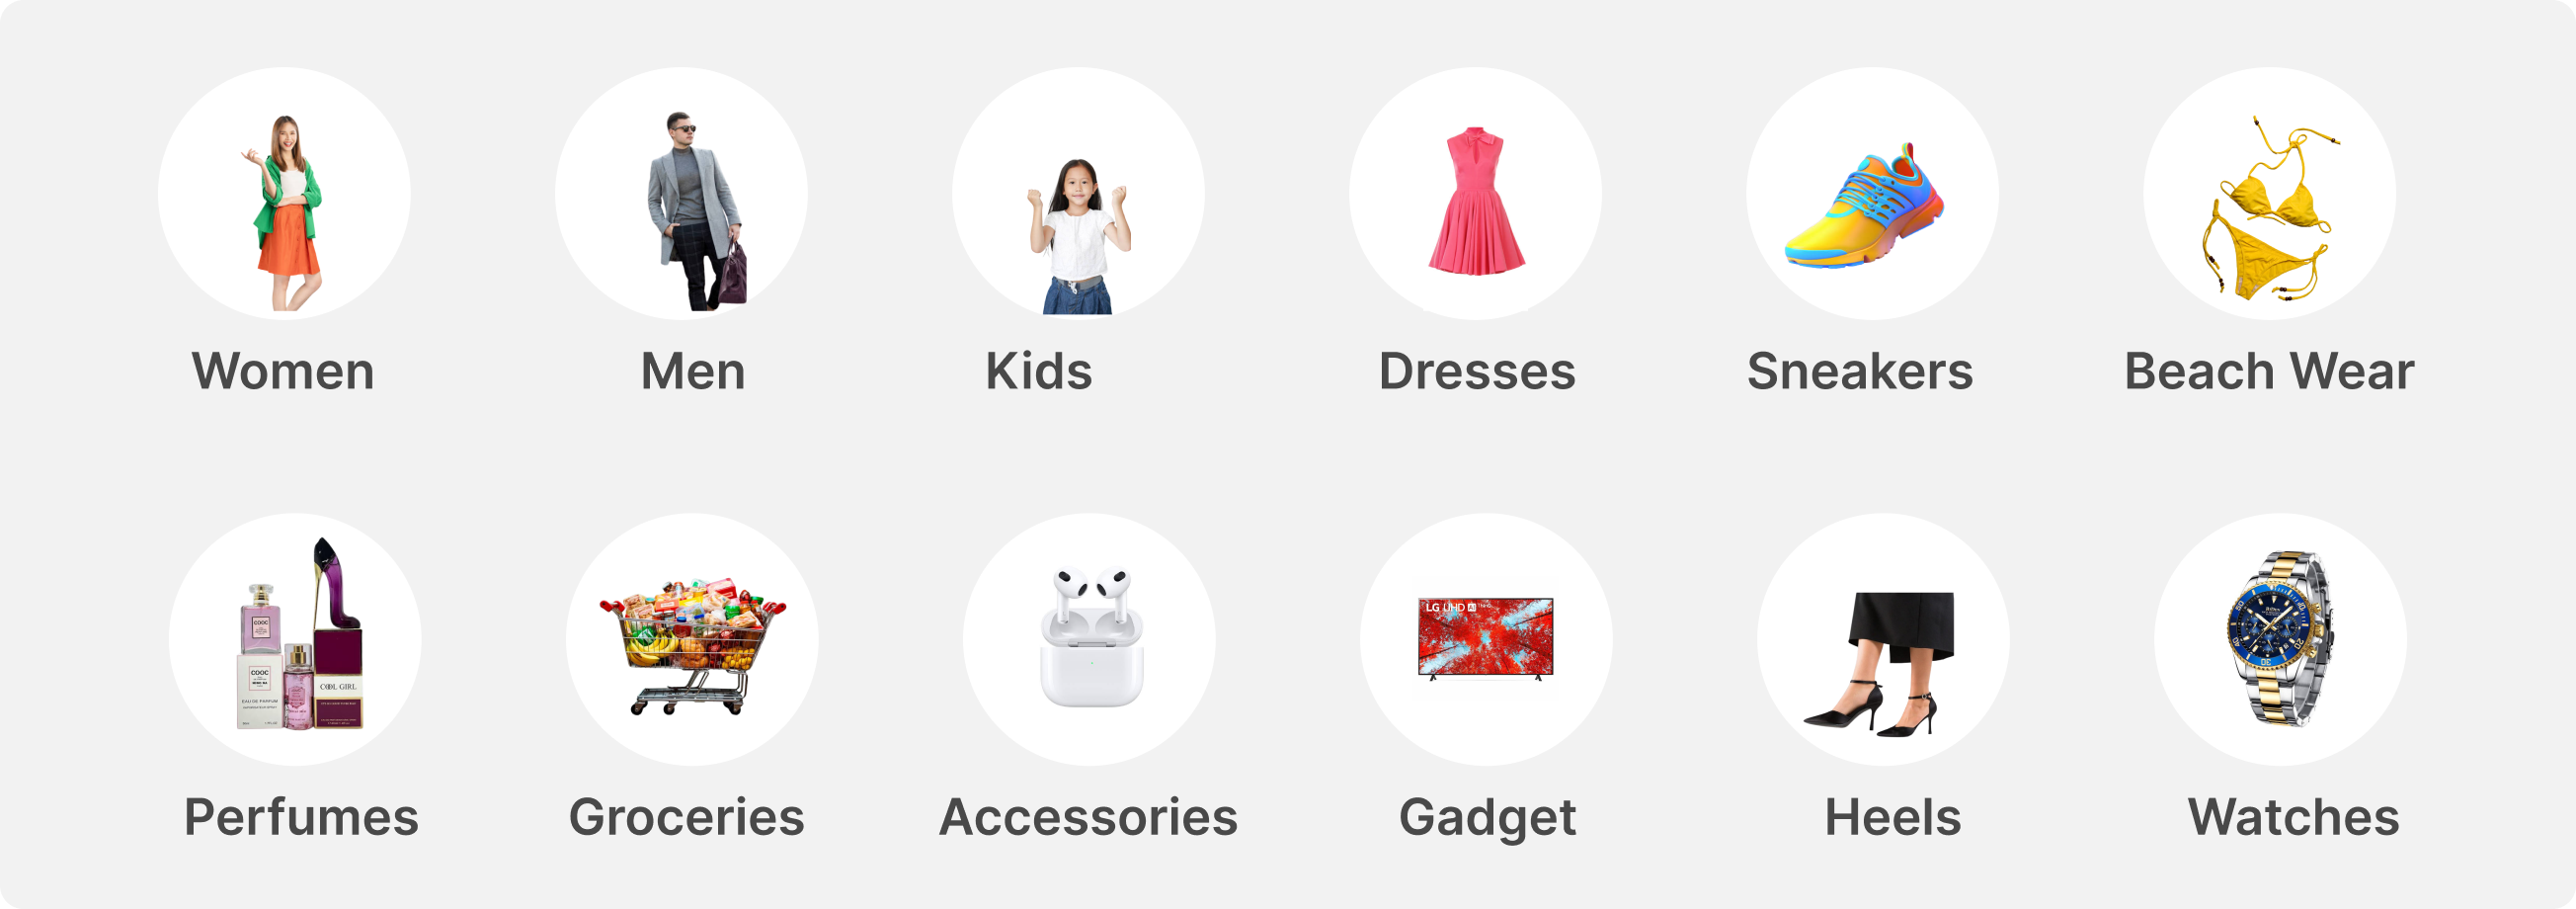 Women
Men
Kids
Dresses
Sneakers
Beach Wear
COOC
COOC
EAU DE PARFUM
COOL GIRL
LG UHD AI
Perfumes
Groceries
Accessories
Gadget
Heels
Watches